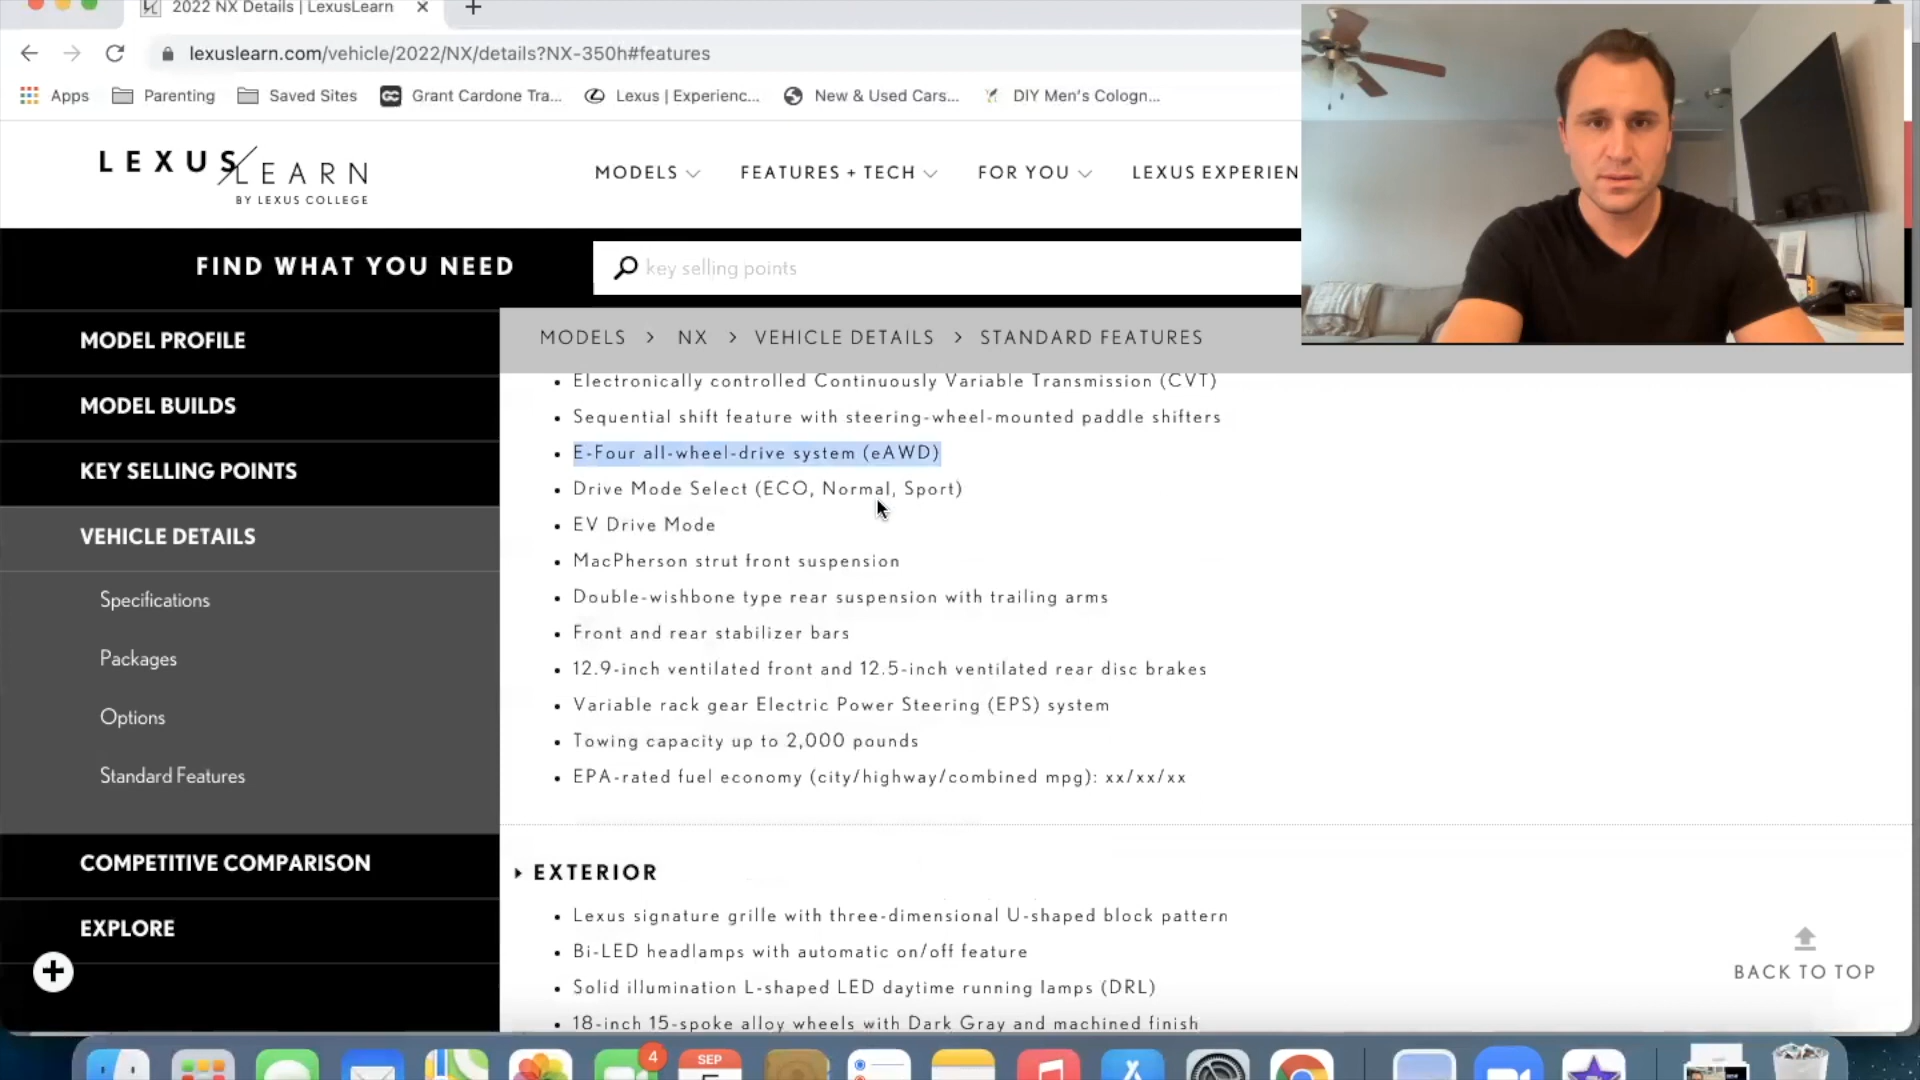 2022 NX Details | LexusLearn
lexuslearn.com/vehicle/2022/NX/details?NX-350h#features
Apps Parenting Saved Sites Grant Cardone Tra... Lexus | Experienc... New & Used Cars... DIY Men's Cologn...
LEXUS
LEARN
BY LEXUS COLLEGE
MODELS FEATURES + TECH FOR YOU LEXUS EXPERIEN
FIND WHAT YOU NEED
key selling points
MODEL PROFILE
MODEL BUILDS
KEY SELLING POINTS
VEHICLE DETAILS
Specifications
Packages
Options
Standard Features
COMPETITIVE COMPARISON
EXPLORE
MODELS > NX > VEHICLE DETAILS > STANDARD FEATURES
• Electronically controlled Continuously Variable Transmission (CVT)
• Sequential shift feature with steering-wheel-mounted paddle shifters
• E-Four all-wheel-drive system (eAWD)
• Drive Mode Select (ECO, Normal, Sport)
• EV Drive Mode
• MacPherson strut front suspension
• Double-wishbone type rear suspension with trailing arms
• Front and rear stabilizer bars
• 12.9-inch ventilated front and 12.5-inch ventilated rear disc brakes
• Variable rack gear Electric Power Steering (EPS) system
• Towing capacity up to 2,000 pounds
• EPA-rated fuel economy (city/highway/combined mpg): xx/xx/xx
EXTERIOR
• Lexus signature grille with three-dimensional U-shaped block pattern
• Bi-LED headlamps with automatic on/off feature
• Solid illumination L-shaped LED daytime running lamps (DRL)
• 18-inch 15-spoke alloy wheels with Dark Gray and machined finish
BACK TO TOP
4
SEP